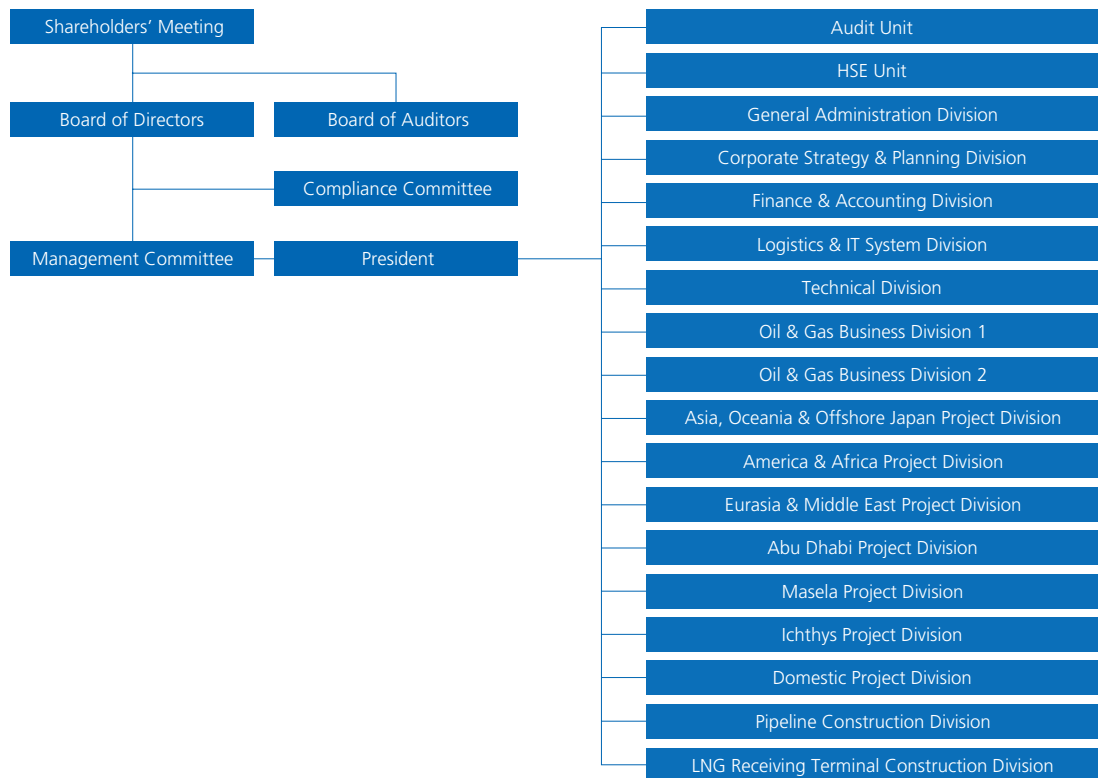 Shareholders’ Meeting
Board of Directors
Board of Auditors
Compliance Committee
Management Committee
President
Audit Unit
HSE Unit
General Administration Division
Corporate Strategy & Planning Division
Finance & Accounting Division
Logistics & IT System Division
Technical Division
Oil & Gas Business Division 1
Oil & Gas Business Division 2
Asia, Oceania & Offshore Japan Project Division
America & Africa Project Division
Eurasia & Middle East Project Division
Abu Dhabi Project Division
Masela Project Division
Ichthys Project Division
Domestic Project Division
Pipeline Construction Division
LNG Receiving Terminal Construction Division